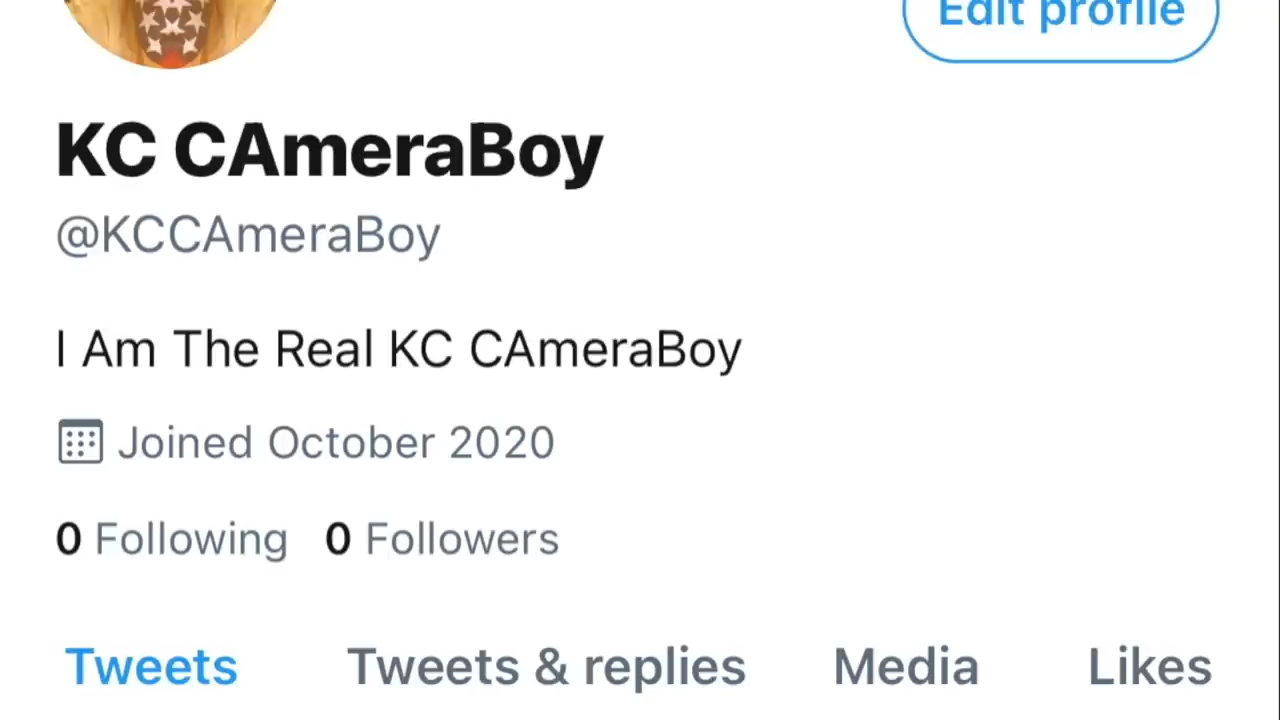 Edit profile
KC CAmeraBoy
@KCCAmeraBoy
I Am The Real KC CAmeraBoy
Joined October 2020
0 Following 0 Followers
Tweets Tweets & replies Media Likes